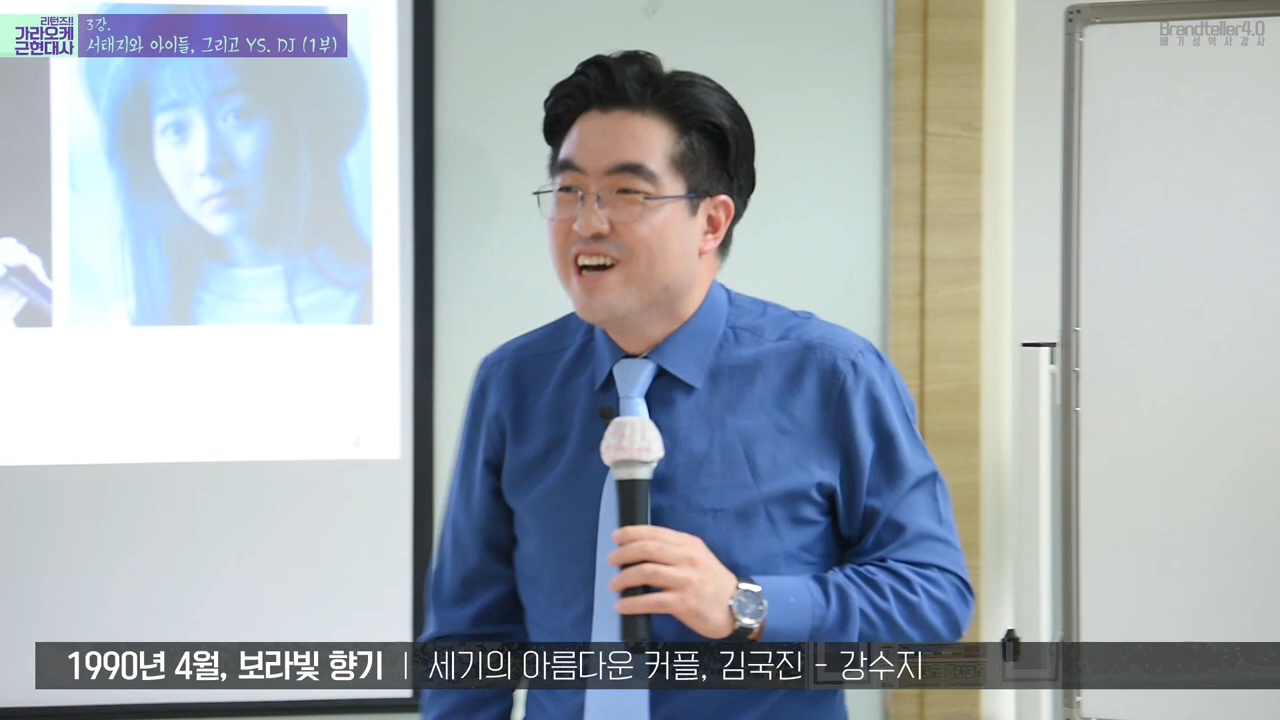 리턴즈!!
가라오케
근현대사
3강.
서태지와 아이들, 그리고 YS. DJ (1부)
Brandteller4.0
배기성역사강사
1990년 4월, 보라빛 향기 | 세기의 아름다운 커플, 김국진 - 강수지